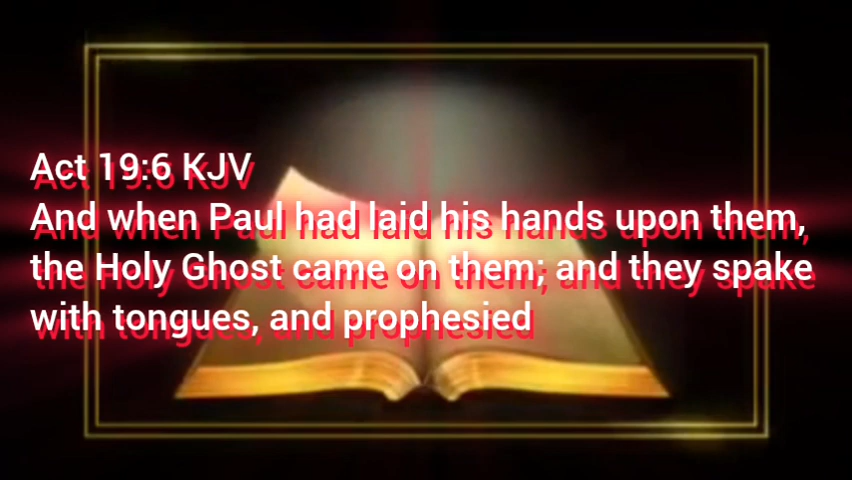 Act 19:6 KJV
And when Paul had laid his hands upon them,
the Holy Ghost came on them; and they spake
with tongues, and prophesied